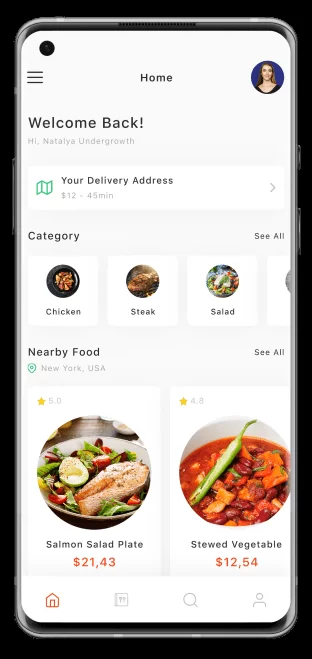 Home
Welcome Back!
Hi, Natalya Undergrowth
Your Delivery Address
$12 - 45min
Category
See All
Chicken
Steak
Salad
Nearby Food
See All
New York, USA
5.0
4.8
Salmon Salad Plate
Stewed Vegetable
$21,43
$12,54